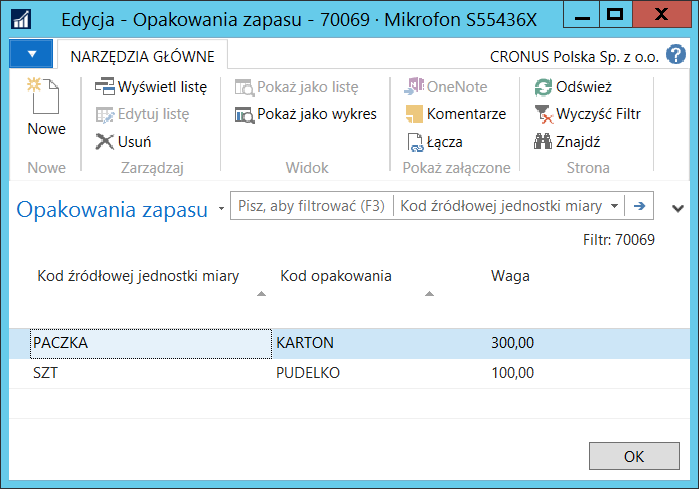 Edycja - Opakowania zapasu - 70069 · Mikrofon S55436X
NARZĘDZIA GŁÓWNE
CRONUS Polska Sp. z o.o.
Nowe
Wyświetl listę
Edytuj listę
Usuń
Pokaż jako listę
Pokaż jako wykres
OneNote
Komentarze
Łącza
Odśwież
Wyczyść Filtr
Znajdź
Nowe Zarządzaj Widok Pokaż załączone Strona
Opakowania zapasu
Pisz, aby filtrować (F3) Kod źródłowej jednostki miary
Filtr: 70069
Kod źródłowej jednostki miary Kod opakowania Waga
PACZKA KARTON 300,00
SZT PUDELKO 100,00
OK